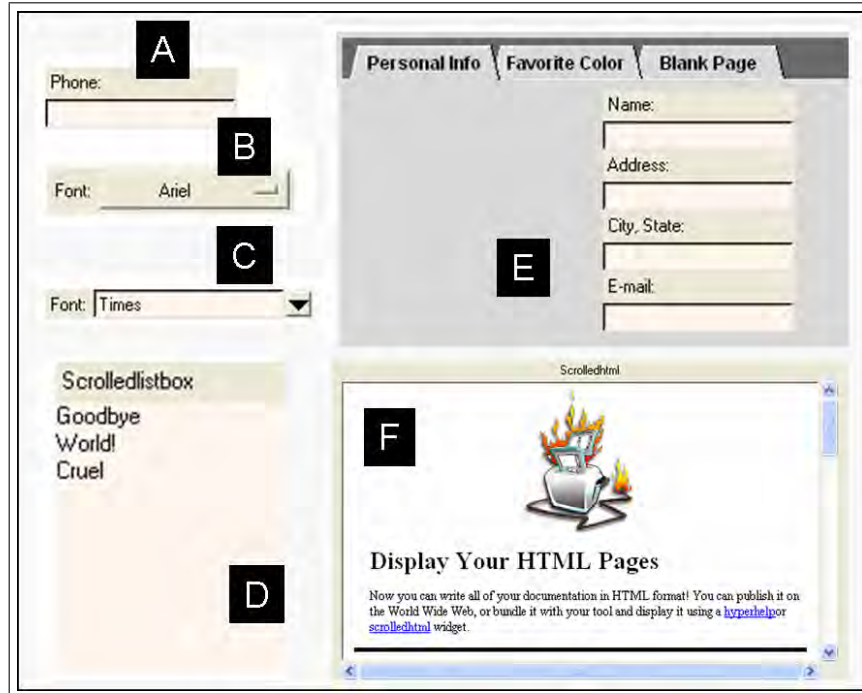 A
Phone:
B
Font: Ariel
C
Font: Times
Scrolledlistbox
Goodbye
World!
Cruel
D
Personal Info Favorite Color Blank Page
Name:
Address:
City, State:
E-mail:
E
Scrolledhtml
F
Display Your HTML Pages
Now you can write all of your documentation in HTML format! You can publish it on
the World Wide Web, or bundle it with your tool and display it using a hyperhelpor
scrolledhtml widget.